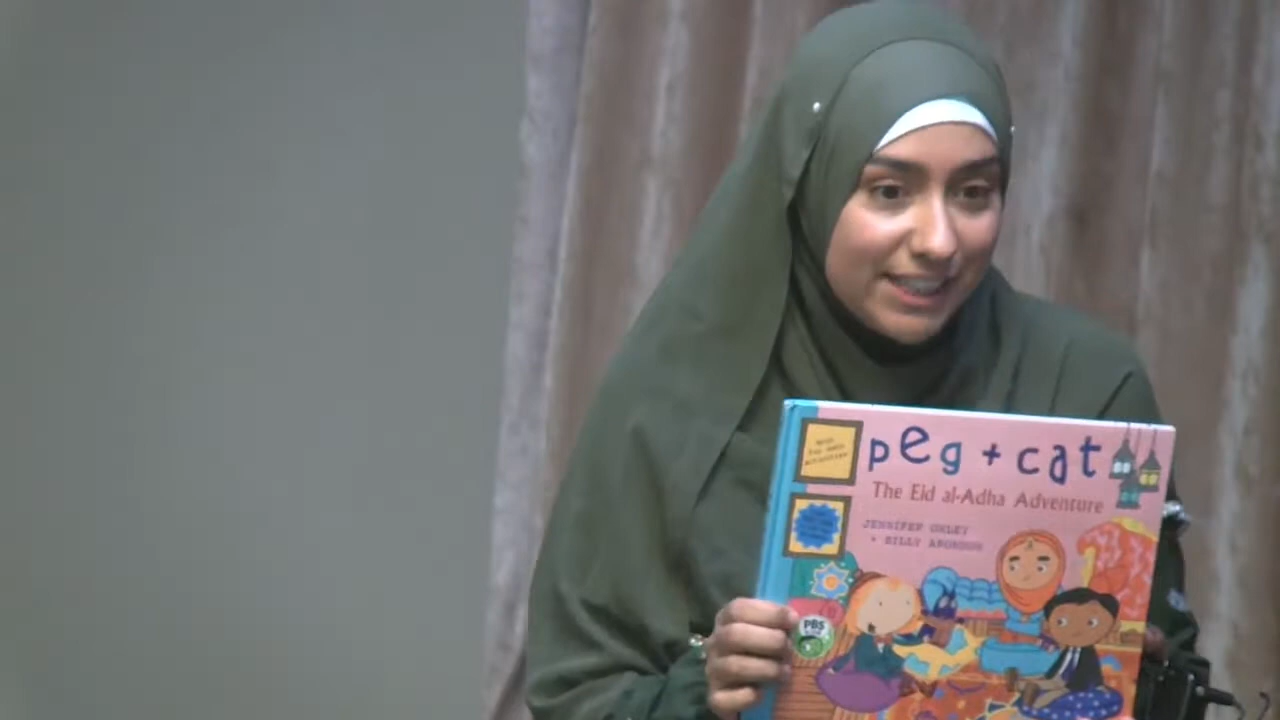 peg + cat
The Eid al-Adha Adventure
JENNIFER OXLEY
+ BILLY ARONSON
PBS